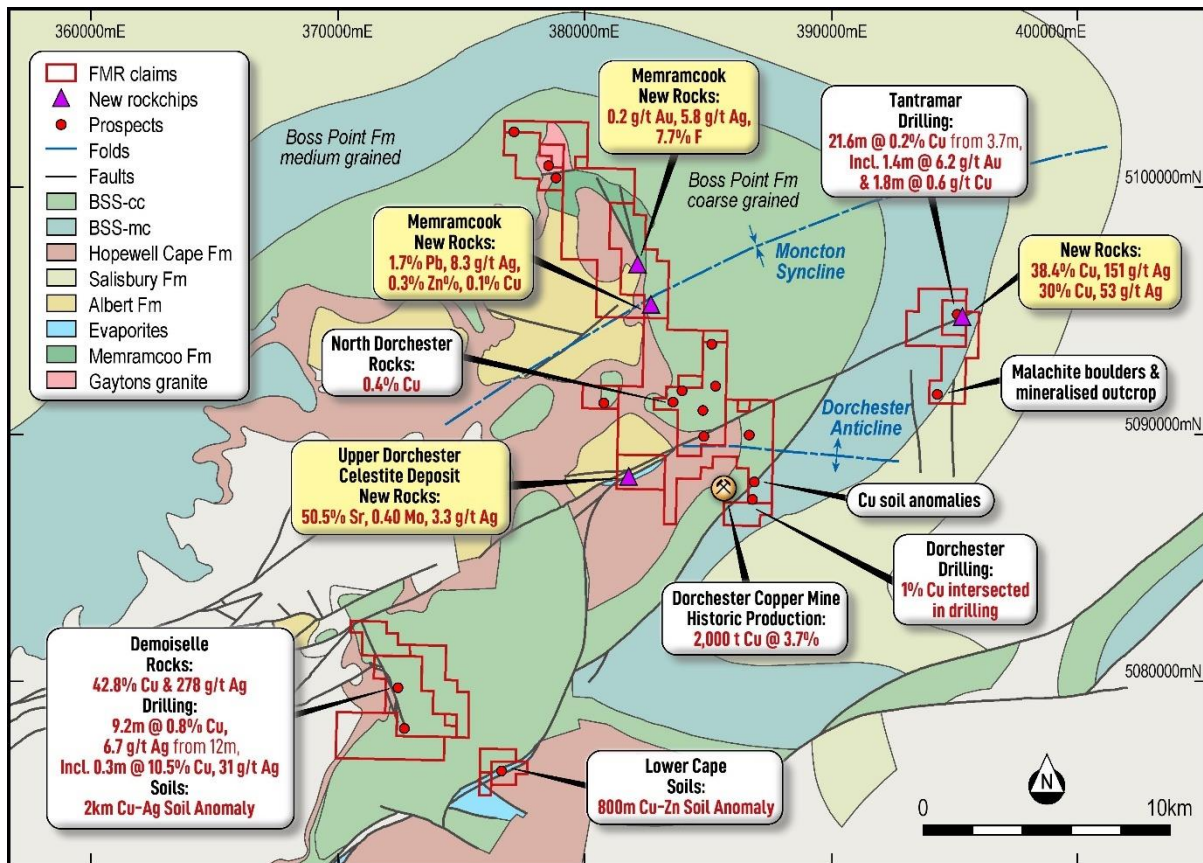 360000mE
370000mE
380000mE
390000mE
400000mE
FMR claims
New rockchips
Prospects
Folds
Faults
BSS-cc
BSS-mc
Hopewell Cape Fm
Salisbury Fm
Albert Fm
Evaporites
Memramcoo Fm
Gaytons granite
Boss Point Fm
medium grained
Memramcook
New Rocks:
0.2 g/t Au, 5.8 g/t Ag,
7.7% F
Tantramar
Drilling:
21.6m @ 0.2% Cu from 3.7m,
Incl. 1.4m @ 6.2 g/t Au
& 1.8m @ 0.6 g/t Cu
5100000mN
Boss Point Fm
coarse grained
Memramcook
New Rocks:
1.7% Pb, 8.3 g/t Ag,
0.3% Zn%, 0.1% Cu
Moncton
Syncline
New Rocks:
38.4% Cu, 151 g/t Ag
30% Cu, 53 g/t Ag
North Dorchester
Rocks:
0.4% Cu
Malachite boulders &
mineralised outcrop
Dorchester
Anticline
5090000mN
Upper Dorchester
Celestite Deposit
New Rocks:
50.5% Sr, 0.40 Mo, 3.3 g/t Ag
Cu soil anomalies
Dorchester
Drilling:
1% Cu intersected
in drilling
Dorchester Copper Mine
Historic Production:
2,000 t Cu @ 3.7%
5080000mN
Demoiselle
Rocks:
42.8% Cu & 278 g/t Ag
Drilling:
9.2m @ 0.8% Cu,
6.7 g/t Ag from 12m,
Incl. 0.3m @ 10.5% Cu, 31 g/t Ag
Soils:
2km Cu-Ag Soil Anomaly
Lower Cape
Soils:
800m Cu-Zn Soil Anomaly
N
0
10km